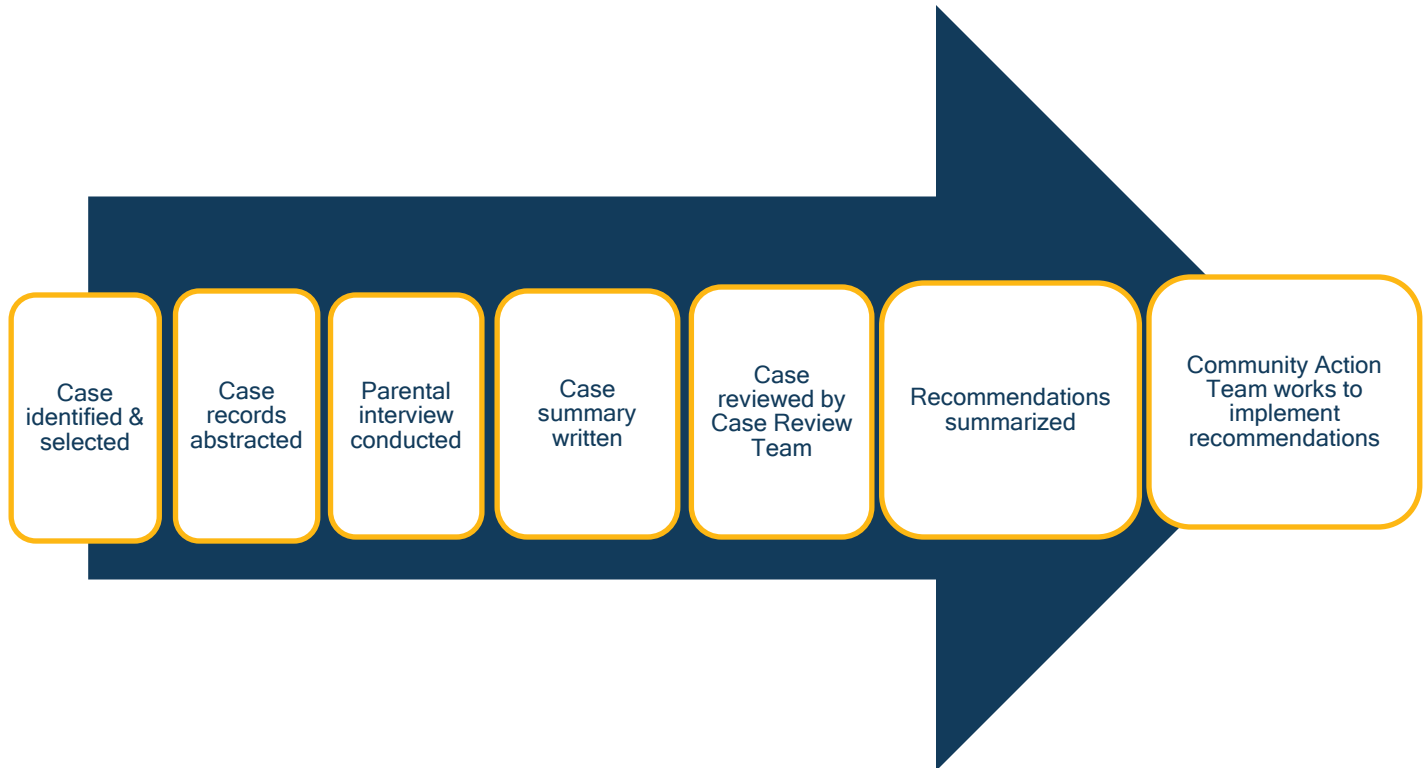 Case
identified &
selected
Case
records
abstracted
Parental
interview
conducted
Case
summary
written
Case
reviewed by
Case Review
Team
Recommendations
summarized
Community Action
Team works to
implement
recommendations